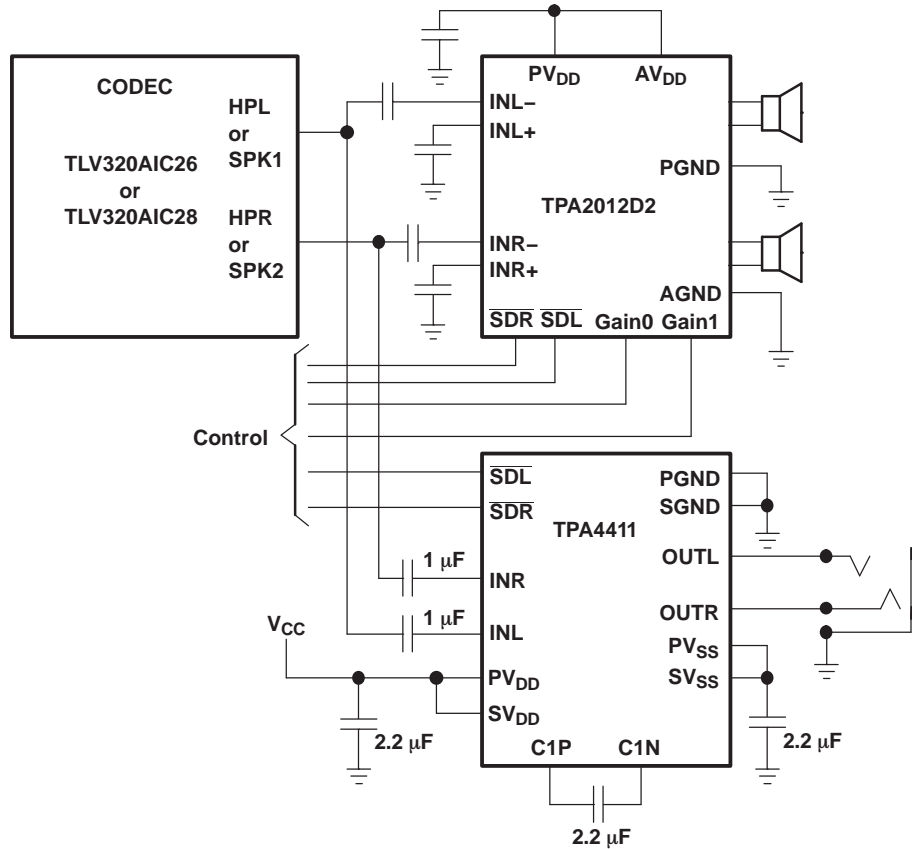 CODEC
HPL
or
SPK1
TLV320AIC26
or
TLV320AIC28
HPR
or
SPK2
PVDD
AVDD
INL−
INL+
PGND
TPA2012D2
INR−
INR+
AGND
SDR SDL Gain0 Gain1
Control
SDL
SDR
PGND
SGND
TPA4411
OUTL
1 μF
INR
OUTR
1 μF
INL
VCC
PVSS
SVSS
PVDD
SVDD
2.2 μF
C1P
C1N
2.2 μF
2.2 μF